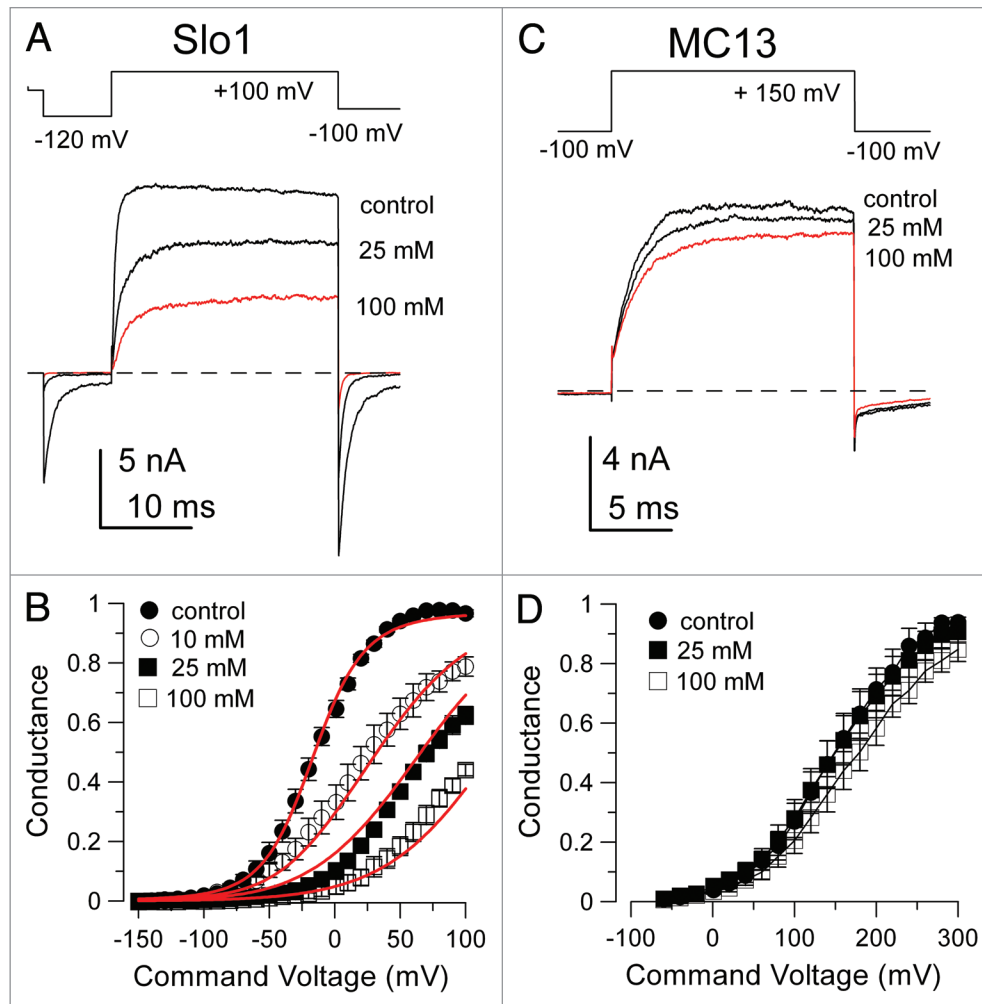 A
Slo1
+100 mV
-120 mV
-100 mV
control
25 mM
100 mM
5 nA
10 ms
C
MC13
+ 150 mV
-100 mV
-100 mV
control
25 mM
100 mM
4 nA
5 ms
B
control
10 mM
25 mM
100 mM
Conductance
1
0.8
0.6
0.4
0.2
0
-150
-100
-50
0
50
100
Command Voltage (mV)
D
control
25 mM
100 mM
Conductance
1
0.8
0.6
0.4
0.2
0
-100
0
100
200
300
Command Voltage (mV)